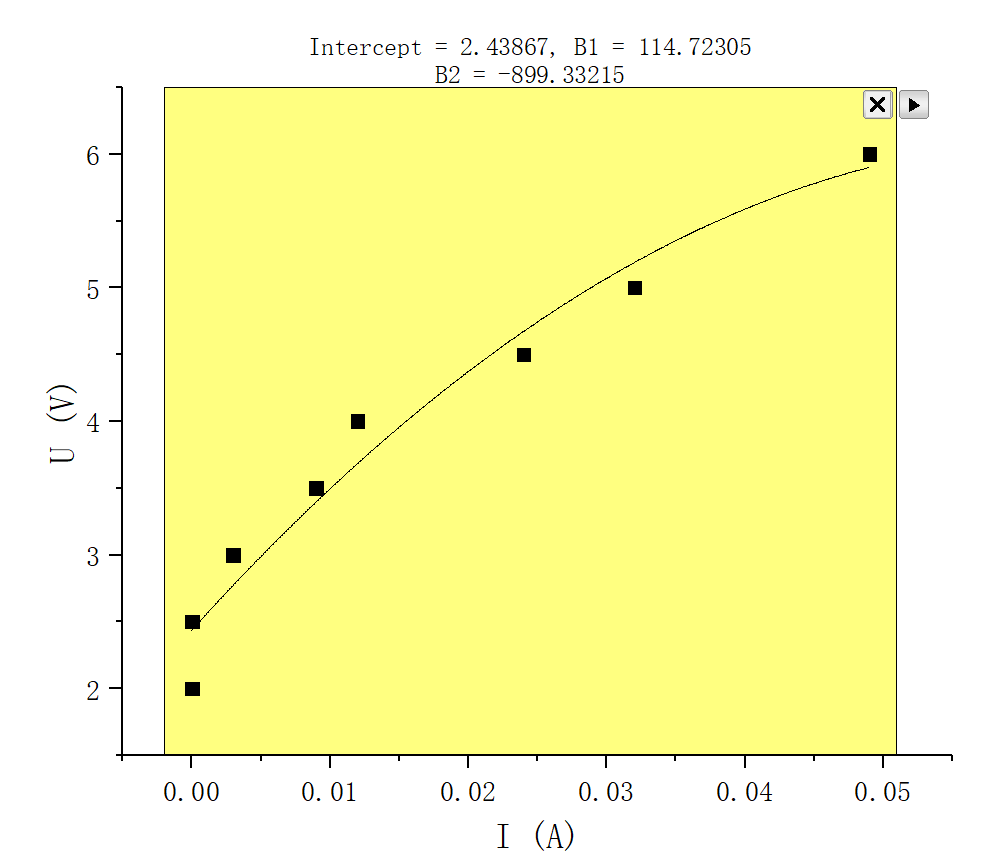 Intercept = 2.43867, B1 = 114.72305
B2 = -899.33215
6
5
4
3
2
U (V)
0.00 0.01 0.02 0.03 0.04 0.05
I (A)